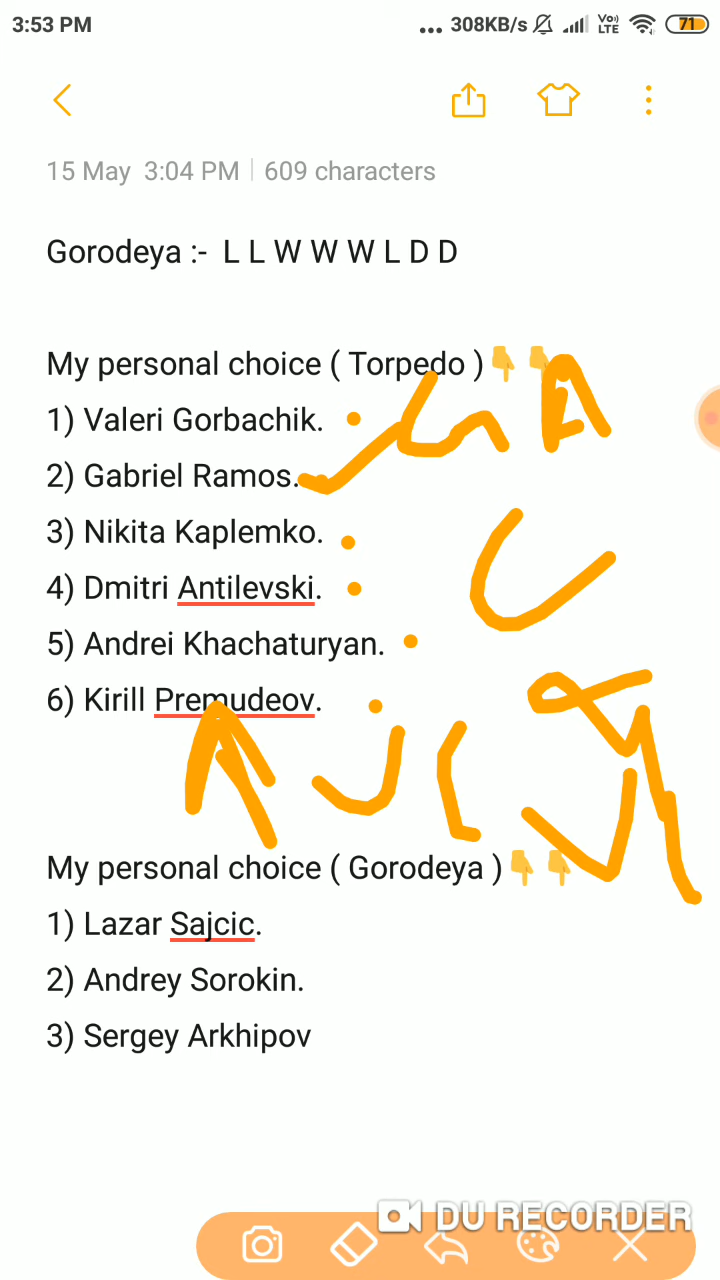 3:53 PM ... 308KB/s Vo)) LTE 71
15 May 3:04 PM | 609 characters
Gorodeya :- L L W W W L D D
My personal choice ( Torpedo )👇👇
1) Valeri Gorbachik.
2) Gabriel Ramos.
3) Nikita Kaplemko.
4) Dmitri Antilevski.
5) Andrei Khachaturyan.
6) Kirill Premudeov.
My personal choice ( Gorodeya )👇👇
1) Lazar Sajcic.
2) Andrey Sorokin.
3) Sergey Arkhipov
DU RECORDER